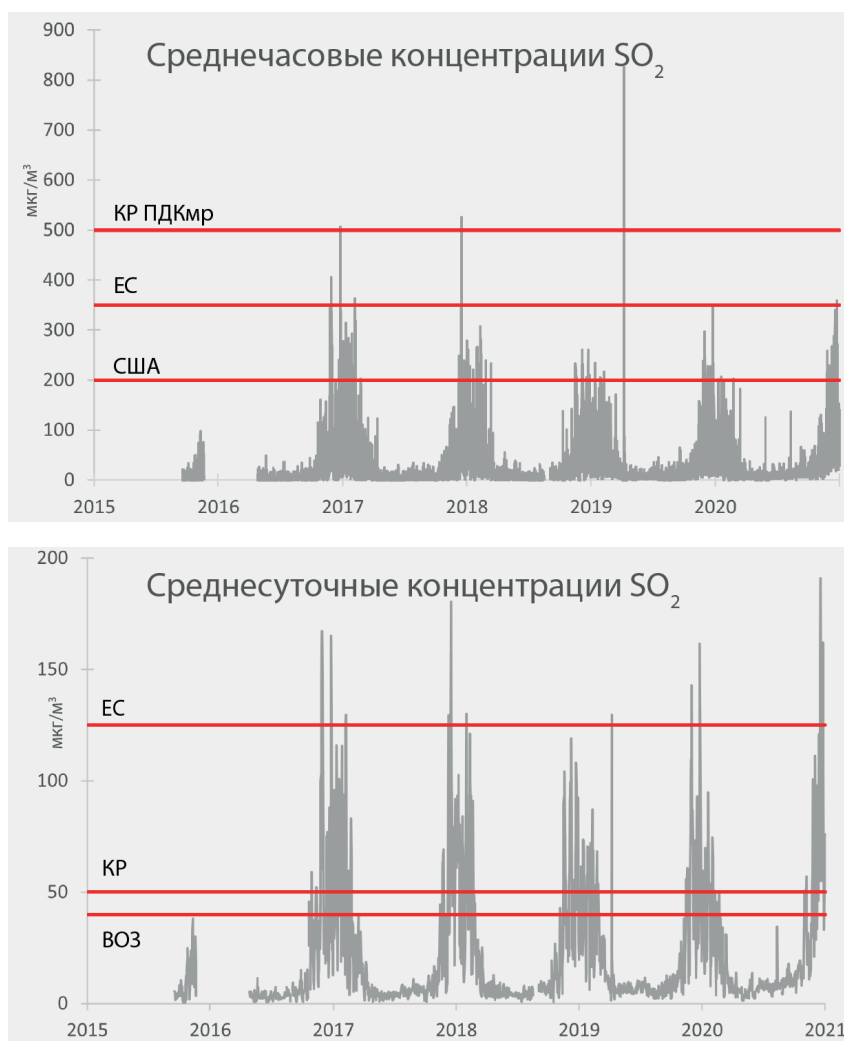 Среднечасовые концентрации SO₂
900
800
700
600
500
400
300
200
100
0
мкг/м³
КР ПДКмр
ЕС
США
2015 2016 2017 2018 2019 2020
Среднесуточные концентрации SO₂
200
150
100
50
0
мкг/м³
ЕС
КР
ВОЗ
2015 2016 2017 2018 2019 2020 2021